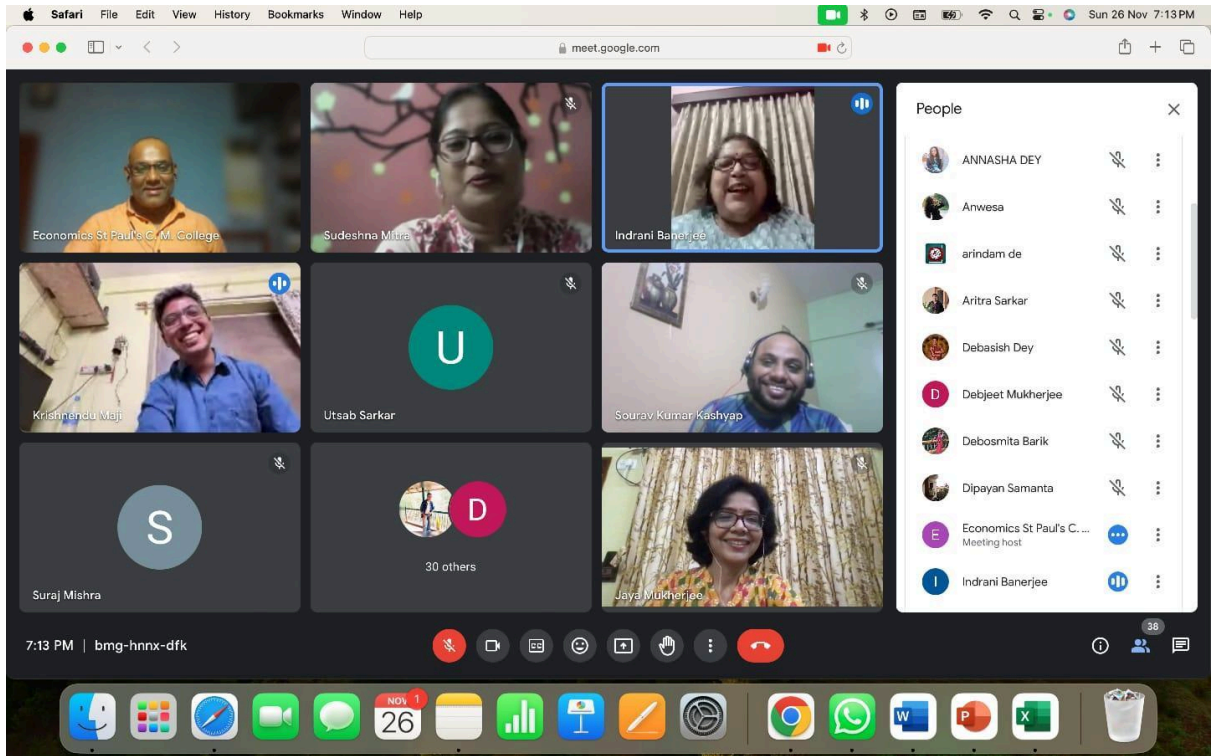 Safari File Edit View History Bookmarks Window Help Sun 26 Nov 7:13 PM
meet.google.com
Economics St Paul's C. M. College
Sudeshna Mitra
Indrani Banerjee
Krishnendu Maji
U
Utsab Sarkar
Sourav Kumar Kashyap
S
Suraj Mishra
D
30 others
Jaya Mukherjee
People
ANNASHA DEY
Anwesa
arindam de
Aritra Sarkar
Debasish Dey
D Debjeet Mukherjee
Debosmita Barik
Dipayan Samanta
E Economics St Paul's C. ...
Meeting host
I Indrani Banerjee
7:13 PM | bmg-hnnx-dfk
CC
38
NOV 1
26
W P X